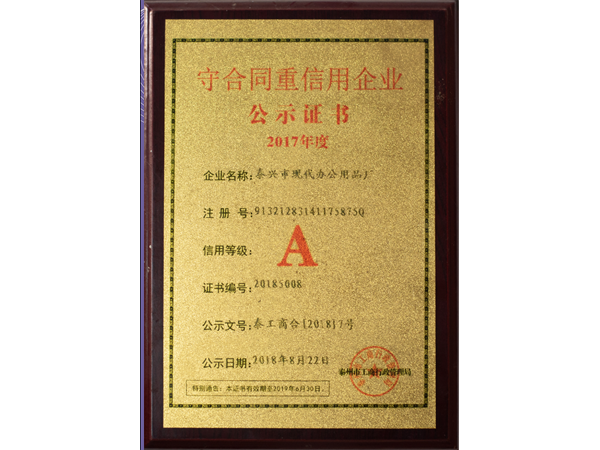 守合同重信用企业
公示证书
2017年度
企业名称：泰兴市现代办公用品厂
注册号：91321283141175875Q
信用等级：A
证书编号：20185008
公示文号：泰工商合[2018]7号
公示日期：2018年8月22日
泰州市工商行政管理局
特别通告：本证书有效期至2019年6月30日。